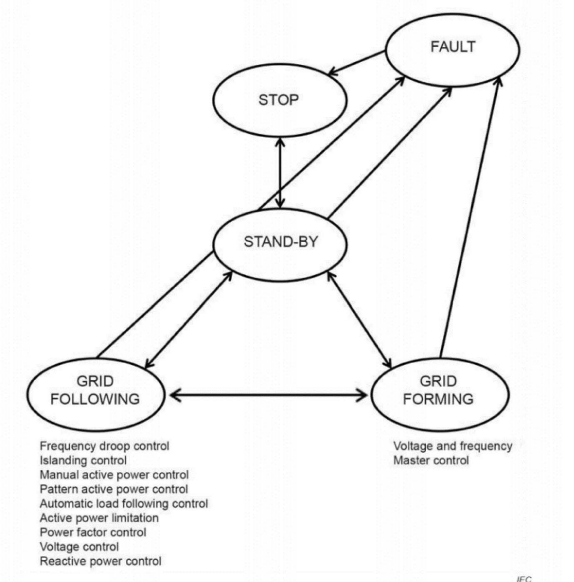 FAULT
STOP
STAND-BY
GRID
FOLLOWING
GRID
FORMING
Frequency droop control
Islanding control
Manual active power control
Pattern active power control
Automatic load following control
Active power limitation
Power factor control
Voltage control
Reactive power control
Voltage and frequency
Master control
IEC